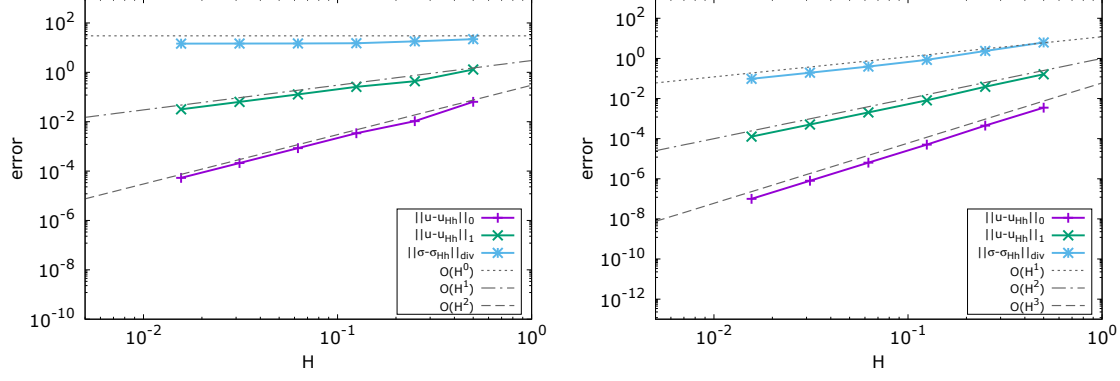 10^2
10^0
10^-2
10^-4
10^-6
10^-8
10^-10
error
10^-2
10^-1
10^0
H
||u-u_Hh||_0
||u-u_Hh||_1
||σ-σ_Hh||_div
O(H^0)
O(H^1)
O(H^2)
10^2
10^0
10^-2
10^-4
10^-6
10^-8
10^-10
10^-12
error
10^-2
10^-1
10^0
H
||u-u_Hh||_0
||u-u_Hh||_1
||σ-σ_Hh||_div
O(H^1)
O(H^2)
O(H^3)